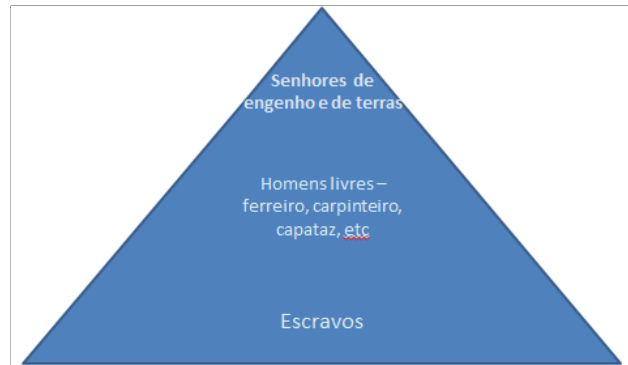 Senhores de
engenho e de terras
Homens livres –
ferreiro, carpinteiro,
capataz, etc
Escravos